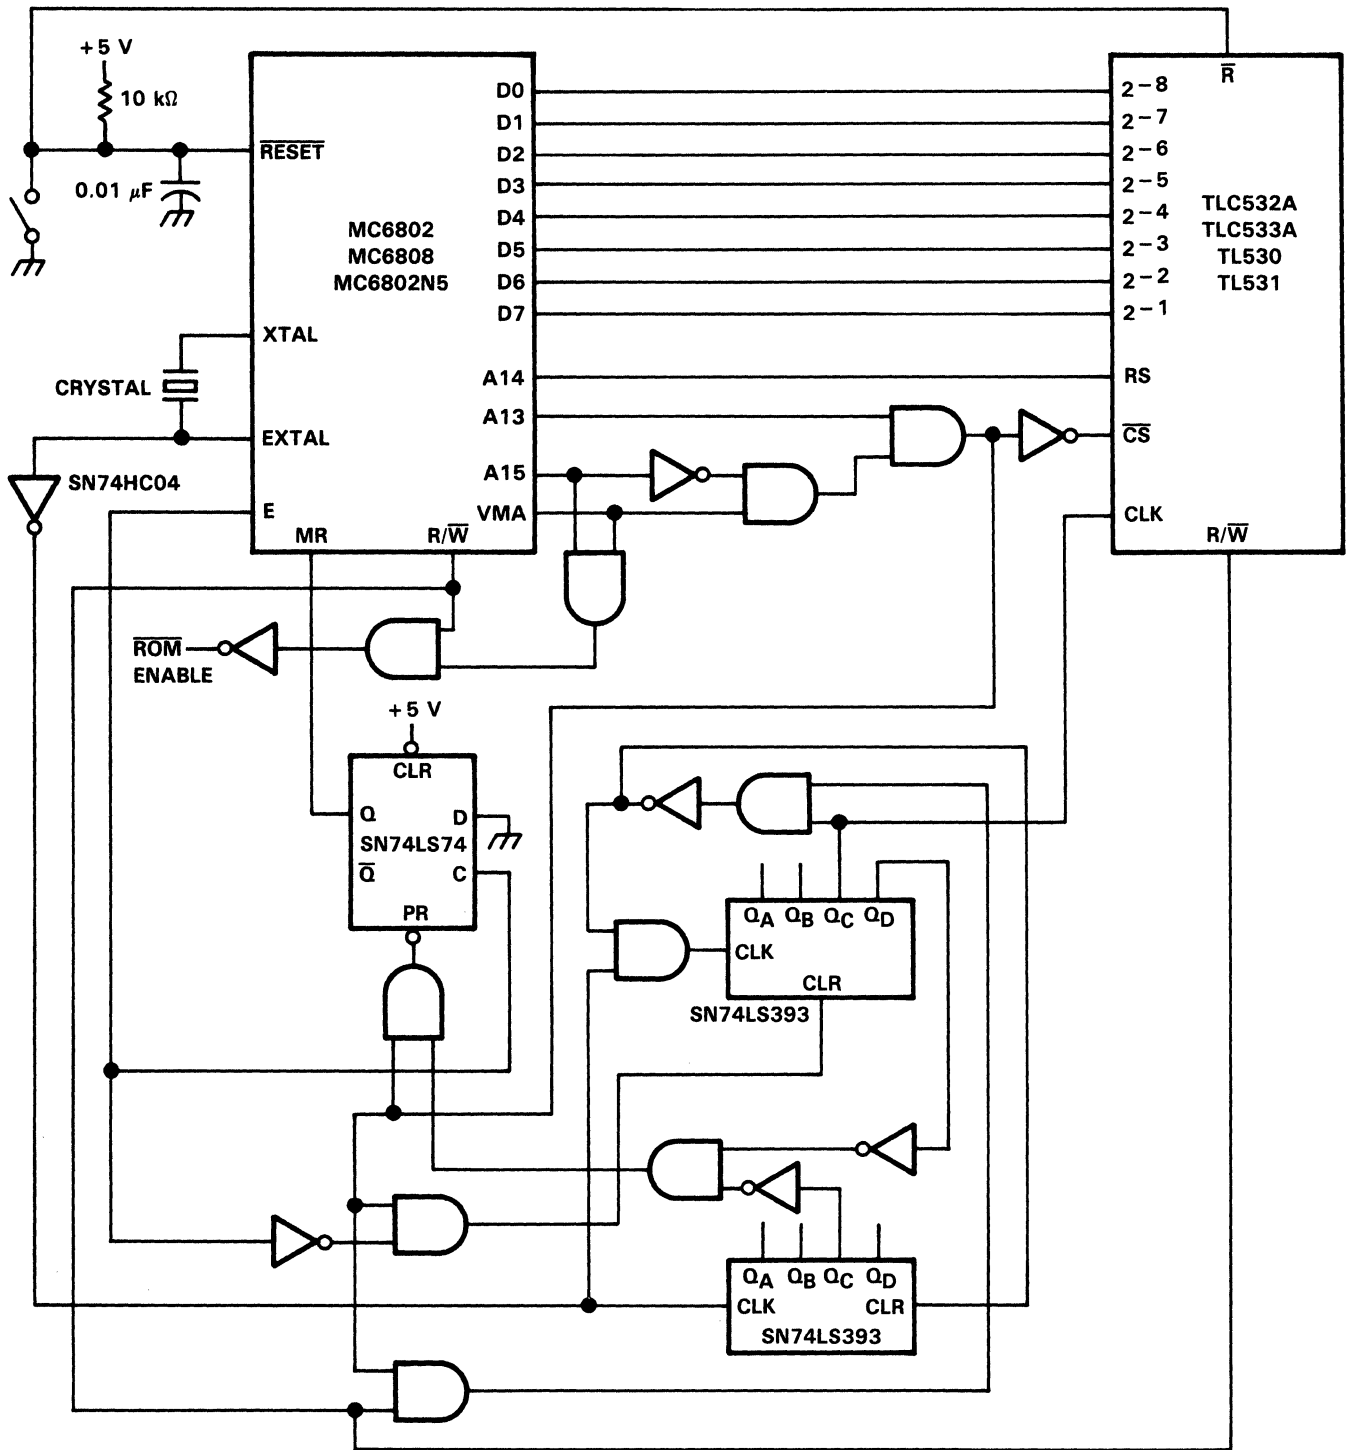 R̅
+5 V
10 kΩ
0.01 μF
R̅E̅S̅E̅T̅
MC6802
MC6808
MC6802N5
XTAL
CRYSTAL
EXTAL
SN74HC04
E
MR
R/W̅
D0
D1
D2
D3
D4
D5
D6
D7
A14
A13
A15
VMA
2−8
2−7
2−6
2−5
2−4
2−3
2−2
2−1
TLC532A
TLC533A
TL530
TL531
RS
C̅S̅
CLK
R/W̅
R̅O̅M̅
ENABLE
+5 V
CLR
Q
D
SN74LS74
Q̅
C
PR
QA QB QC QD
CLK
CLR
SN74LS393
QA QB QC QD
CLK
CLR
SN74LS393